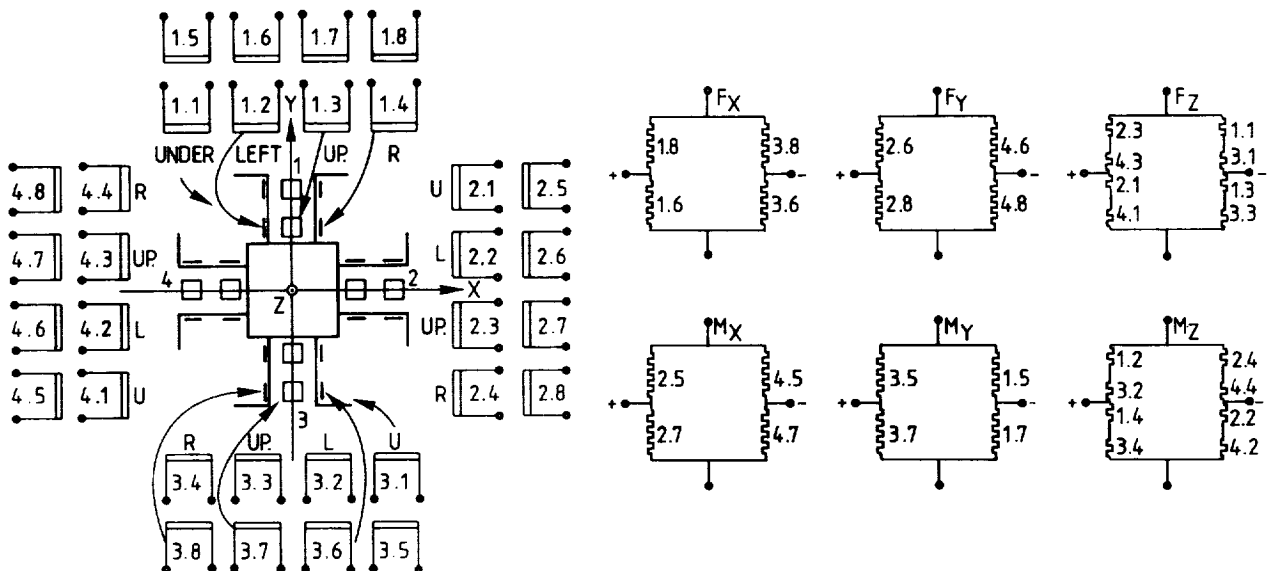 1.5 1.6 1.7 1.8
1.1 1.2 1.3 1.4
Y
UNDER LEFT UP. R
1
4.8 4.4 R
U 2.1 2.5
4.7 4.3 UP.
L 2.2 2.6
4 2
Z X
4.6 4.2 L
UP. 2.3 2.7
4.5 4.1 U
R 2.4 2.8
3
R UP. L U
3.4 3.3 3.2 3.1
3.8 3.7 3.6 3.5
FX
1.8 3.8
+ -
1.6 3.6
FY
2.6 4.6
+ -
2.8 4.8
FZ
2.3 1.1
4.3 3.1
+ -
2.1 1.3
4.1 3.3
MX
2.5 4.5
+ -
2.7 4.7
MY
3.5 1.5
+ -
3.7 1.7
MZ
1.2 2.4
3.2 4.4
+ -
1.4 2.2
3.4 4.2